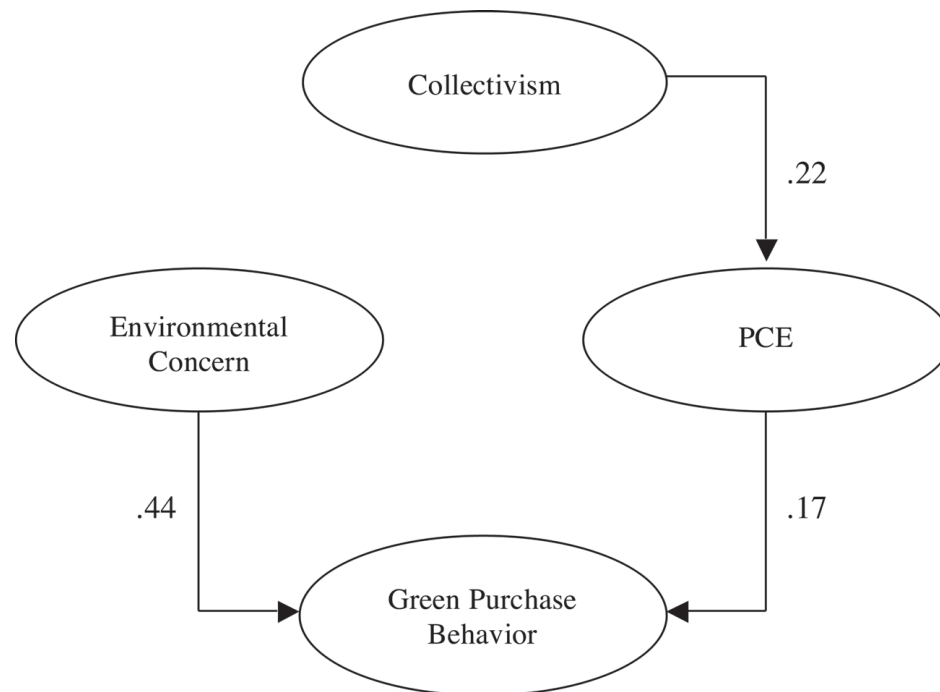 Collectivism
.22
Environmental
Concern
PCE
.44
.17
Green Purchase
Behavior